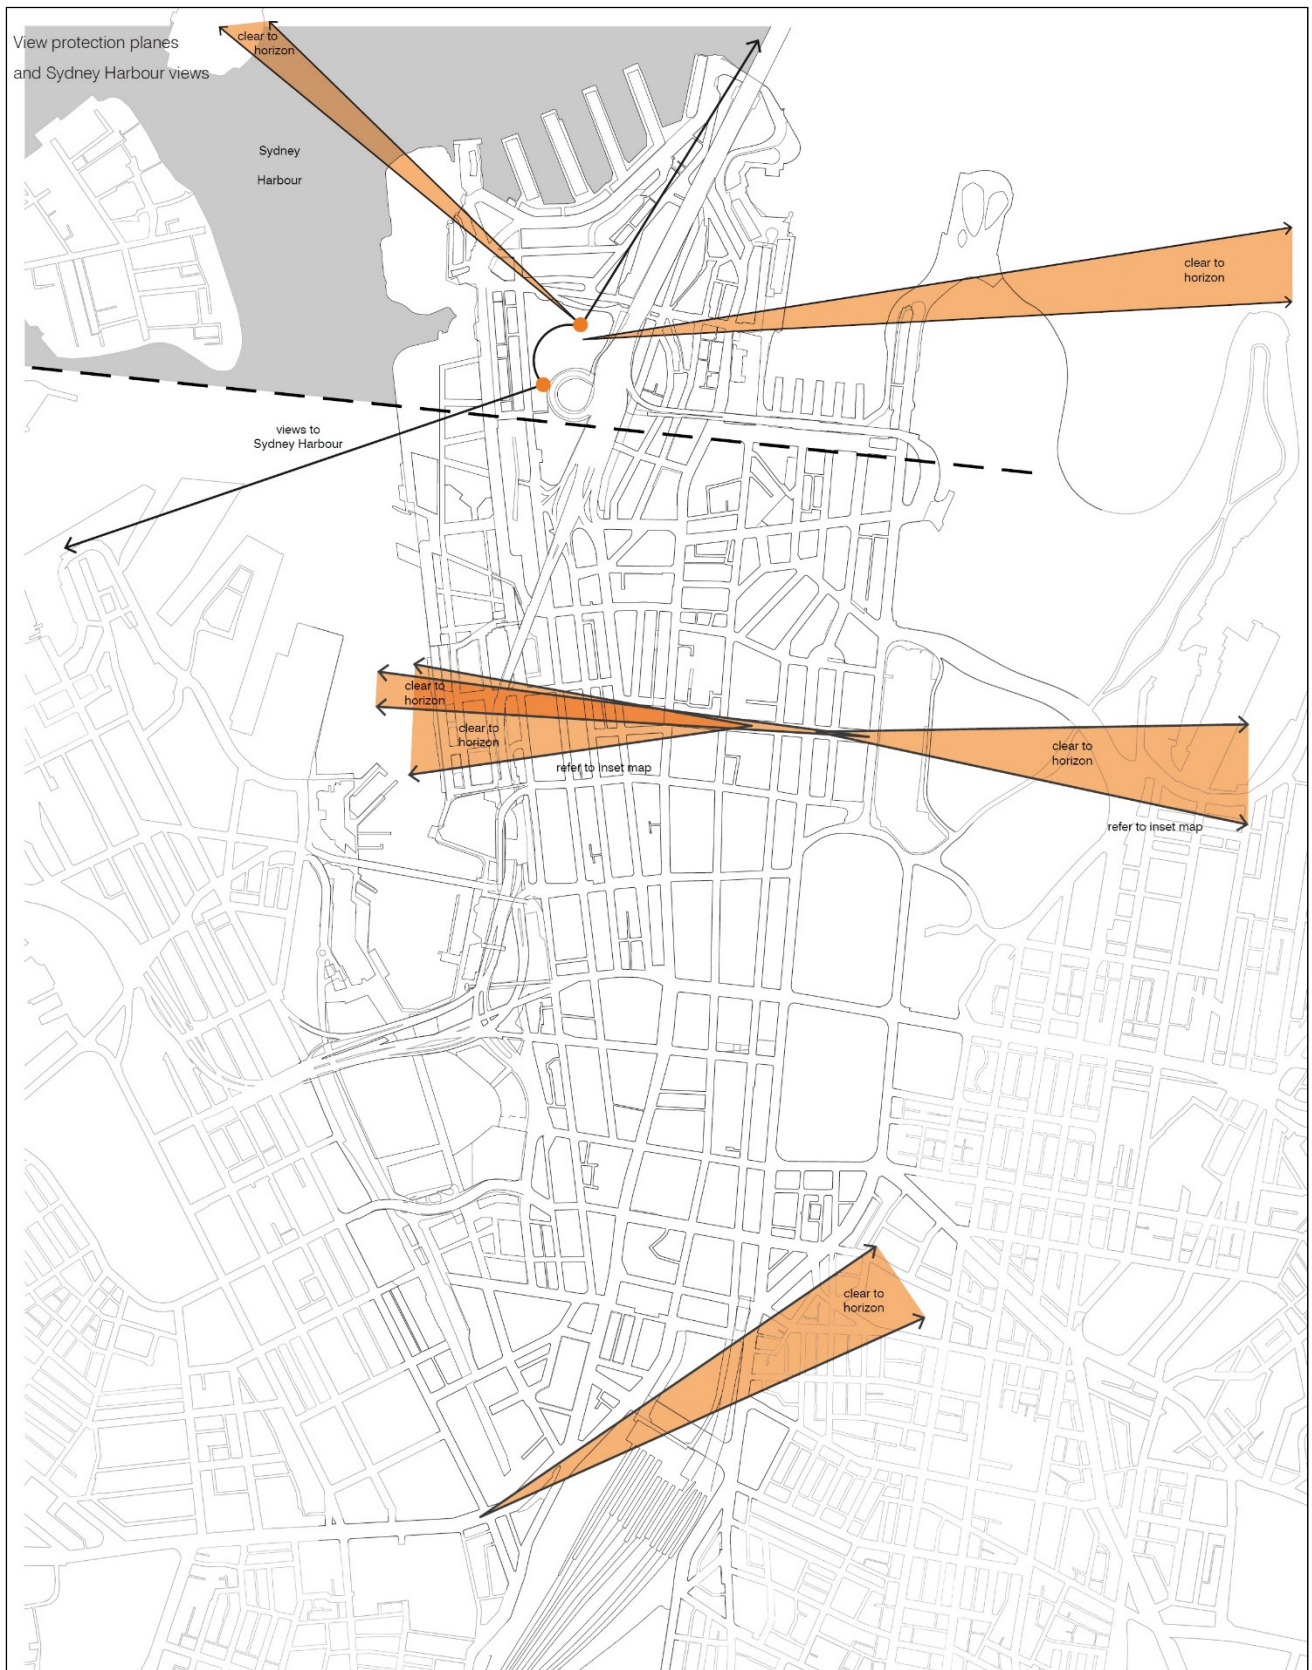 View protection planes
and Sydney Harbour views
clear to
horizon
Sydney
Harbour
clear to
horizon
views to
Sydney Harbour
clear to
horizon
clear to
horizon
refer to inset map
clear to
horizon
refer to inset map
clear to
horizon